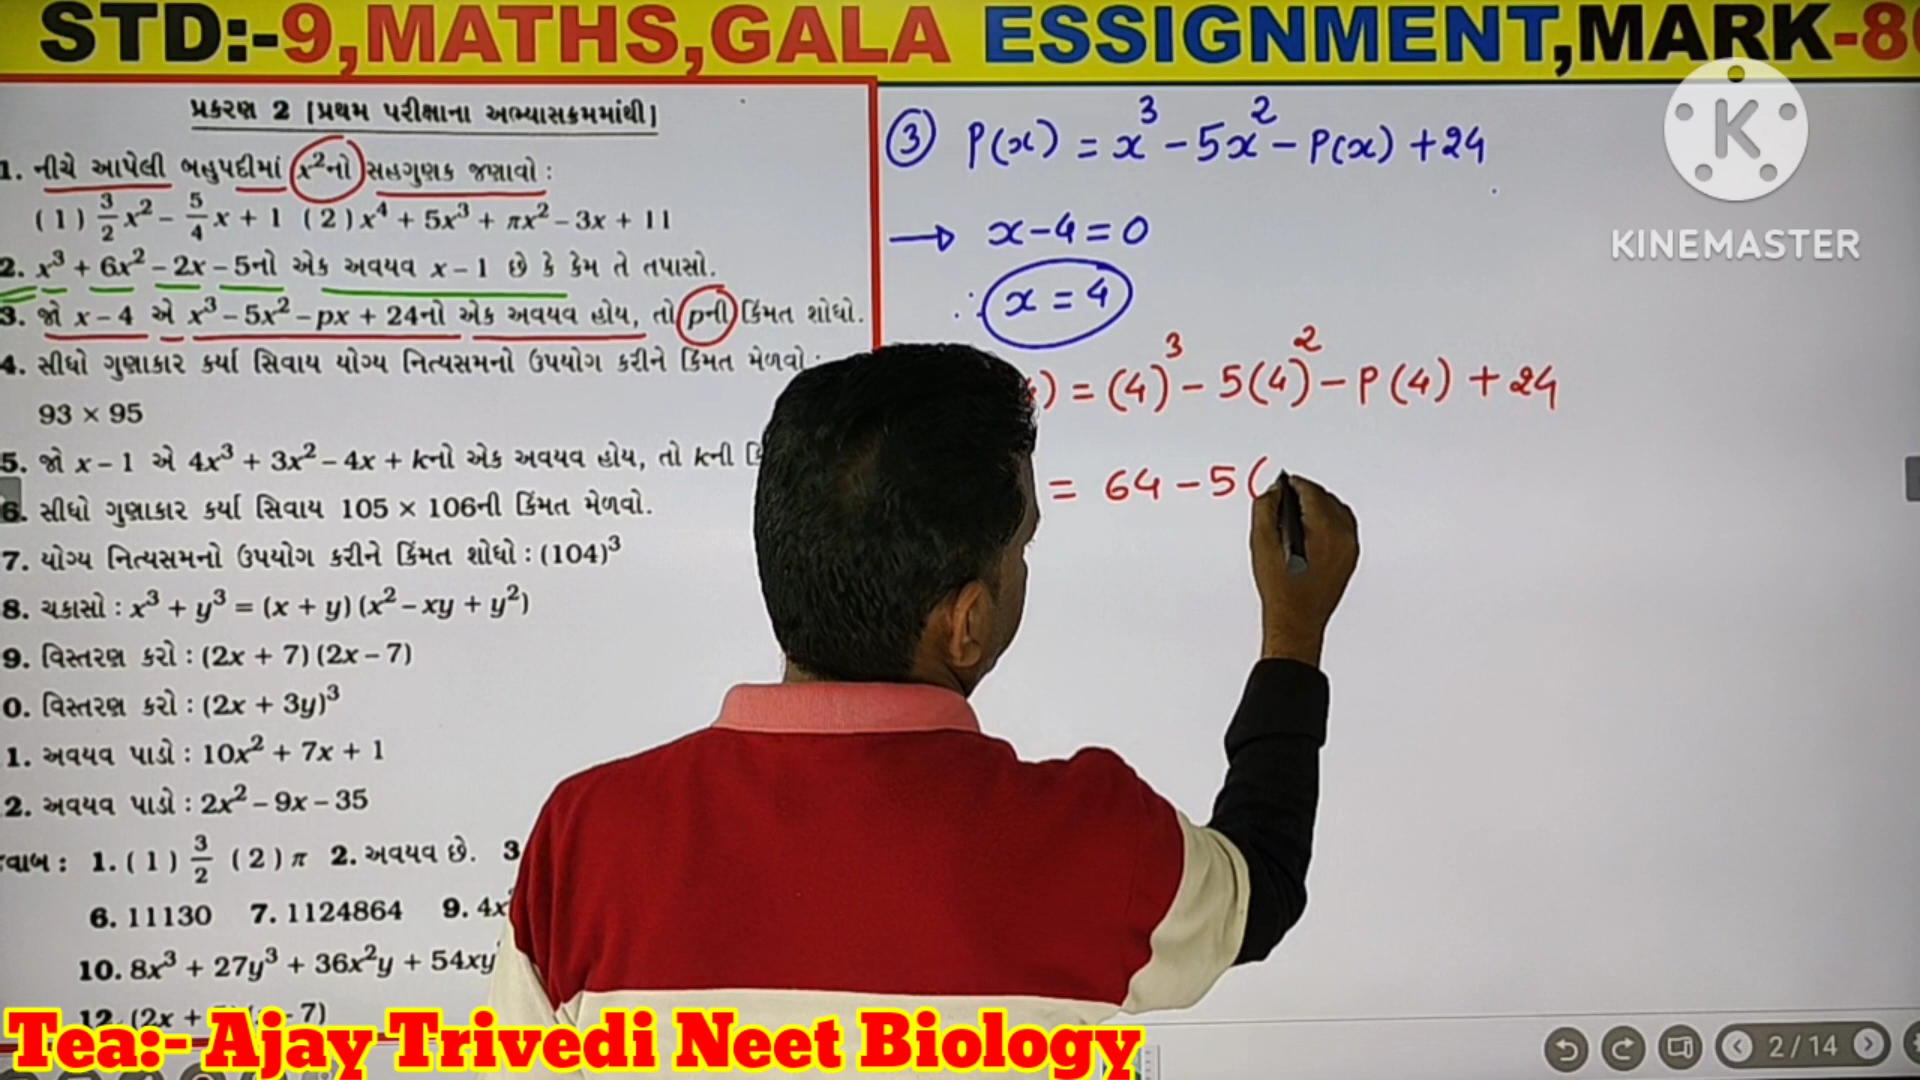 STD:-9,MATHS,GALA ESSIGNMENT,MARK-8
પ્રકરણ 2 [પ્રથમ પરીક્ષાના અભ્યાસક્રમમાંથી]
1. નીચે આપેલી બહુપદીમાં x²નો સહગુણક જણાવો :
(1) 3/2 x² – 5/4 x + 1 (2) x⁴ + 5x³ + πx² – 3x + 11
2. x³ + 6x² – 2x – 5નો એક અવયવ x – 1 છે કે કેમ તે તપાસો.
3. જો x – 4 એ x³ – 5x² – px + 24નો એક અવયવ હોય, તો pની કિંમત શોધો.
4. સીધો ગુણાકાર કર્યા સિવાય યોગ્ય નિત્યસમનો ઉપયોગ કરીને કિંમત મેળવો :
93 × 95
5. જો x – 1 એ 4x³ + 3x² – 4x + kનો એક અવયવ હોય, તો kની
6. સીધો ગુણાકાર કર્યા સિવાય 105 × 106ની કિંમત મેળવો.
7. યોગ્ય નિત્યસમનો ઉપયોગ કરીને કિંમત શોધો : (104)³
8. ચકાસો : x³ + y³ = (x + y) (x² – xy + y²)
9. વિસ્તરણ કરો : (2x + 7) (2x – 7)
0. વિસ્તરણ કરો : (2x + 3y)³
1. અવયવ પાડો : 10x² + 7x + 1
2. અવયવ પાડો : 2x² – 9x – 35
વાબ : 1. (1) 3/2 (2) π 2. અવયવ છે. 3
6. 11130 7. 1124864 9. 4x
10. 8x³ + 27y³ + 36x²y + 54xy
12. (2x + – 7)
③ P(x) = x³ – 5x² – P(x) + 24
→ x – 4 = 0
∴ x = 4
) = (4)³ – 5(4)² – P(4) + 24
= 64 – 5(
KINEMASTER
Tea:- Ajay Trivedi Neet Biology
2/14